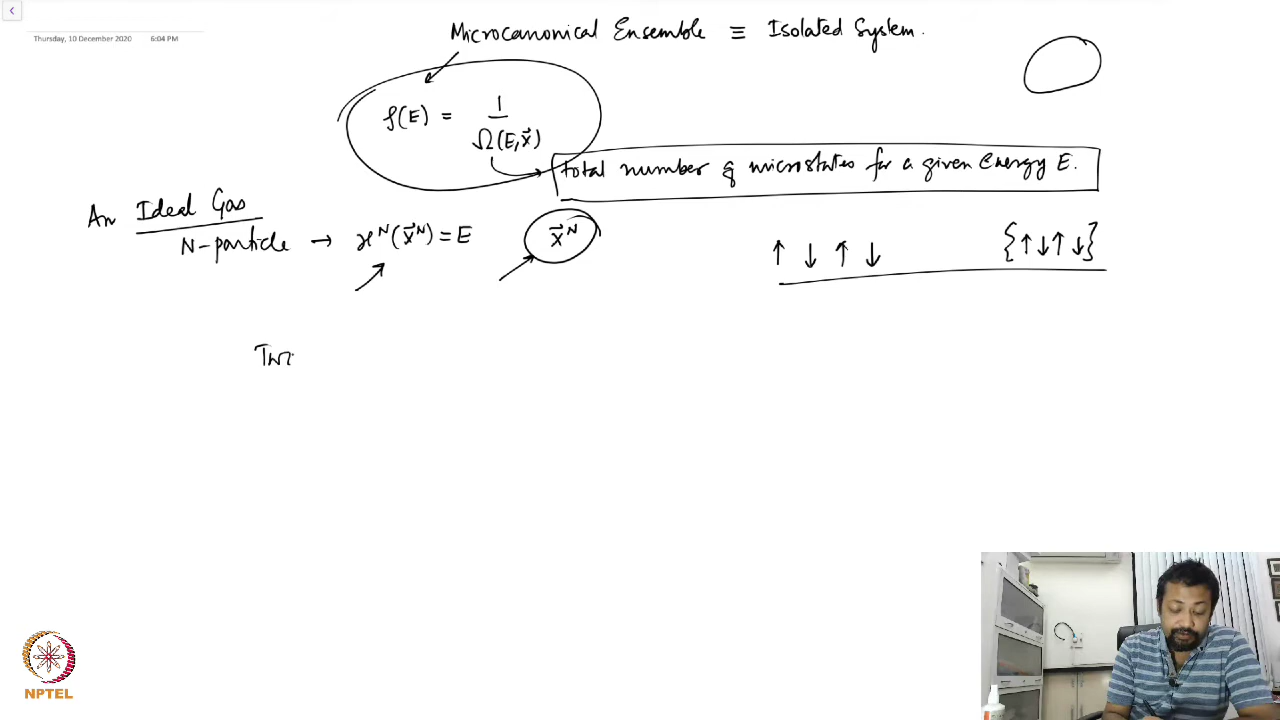 Thursday, 10 December 2020 6:04 PM
Microcanonical Ensemble ≡ Isolated System.
ρ(E) = 1 / Ω(E, x⃗)
total number of microstates for a given energy E.
An Ideal Gas
N-particle → ℋᴺ(x⃗ᴺ) = E x⃗ᴺ ↑ ↓ ↑ ↓ {↑↓↑↓}
Two
NPTEL